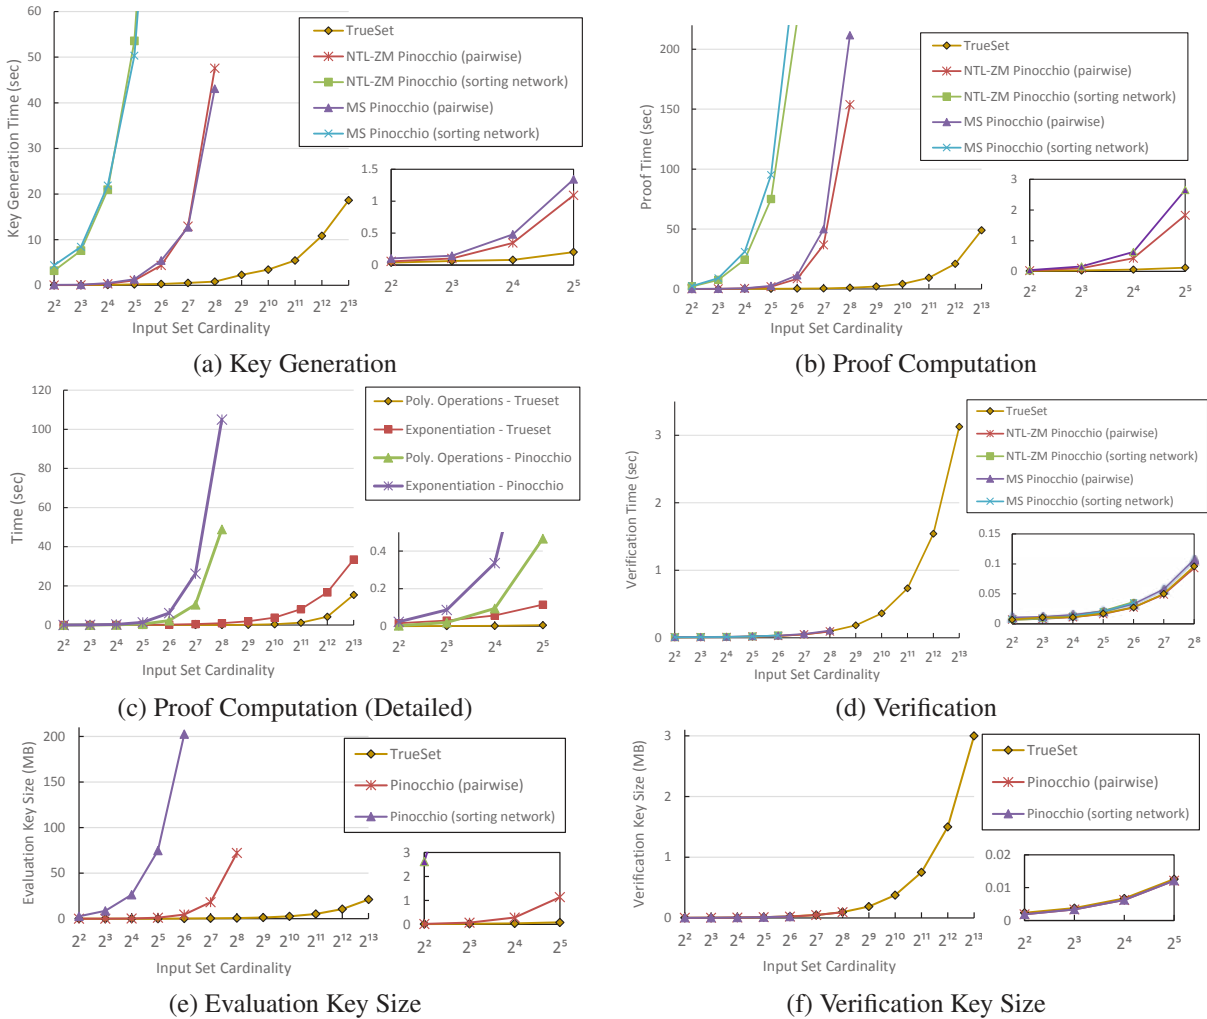 60
50
40
30
20
10
0
Key Generation Time (sec)
TrueSet
NTL-ZM Pinocchio (pairwise)
NTL-ZM Pinocchio (sorting network)
MS Pinocchio (pairwise)
MS Pinocchio (sorting network)
1.5
1
0.5
0
2² 2³ 2⁴ 2⁵
2² 2³ 2⁴ 2⁵ 2⁶ 2⁷ 2⁸ 2⁹ 2¹⁰ 2¹¹ 2¹² 2¹³
Input Set Cardinality
(a) Key Generation
200
150
100
50
0
Proof Time (sec)
TrueSet
NTL-ZM Pinocchio (pairwise)
NTL-ZM Pinocchio (sorting network)
MS Pinocchio (pairwise)
MS Pinocchio (sorting network)
3
2
1
0
2² 2³ 2⁴ 2⁵
2² 2³ 2⁴ 2⁵ 2⁶ 2⁷ 2⁸ 2⁹ 2¹⁰ 2¹¹ 2¹² 2¹³
Input Set Cardinality
(b) Proof Computation
120
100
80
60
40
20
0
Time (sec)
Poly. Operations - Trueset
Exponentiation - Trueset
Poly. Operations - Pinocchio
Exponentiation - Pinocchio
0.4
0.2
0
2² 2³ 2⁴ 2⁵
2² 2³ 2⁴ 2⁵ 2⁶ 2⁷ 2⁸ 2⁹ 2¹⁰ 2¹¹ 2¹² 2¹³
Input Set Cardinality
(c) Proof Computation (Detailed)
3
2
1
0
Verification Time (sec)
TrueSet
NTL-ZM Pinocchio (pairwise)
NTL-ZM Pinocchio (sorting network)
MS Pinocchio (pairwise)
MS Pinocchio (sorting network)
0.15
0.1
0.05
0
2² 2³ 2⁴ 2⁵ 2⁶ 2⁷ 2⁸
2² 2³ 2⁴ 2⁵ 2⁶ 2⁷ 2⁸ 2⁹ 2¹⁰ 2¹¹ 2¹² 2¹³
Input Set Cardinality
(d) Verification
200
150
100
50
0
Evaluation Key Size (MB)
TrueSet
Pinocchio (pairwise)
Pinocchio (sorting network)
3
2
1
0
2² 2³ 2⁴ 2⁵
2² 2³ 2⁴ 2⁵ 2⁶ 2⁷ 2⁸ 2⁹ 2¹⁰ 2¹¹ 2¹² 2¹³
Input Set Cardinality
(e) Evaluation Key Size
3
2
1
0
Verification Key Size (MB)
TrueSet
Pinocchio (pairwise)
Pinocchio (sorting network)
0.02
0.01
0
2² 2³ 2⁴ 2⁵
2² 2³ 2⁴ 2⁵ 2⁶ 2⁷ 2⁸ 2⁹ 2¹⁰ 2¹¹ 2¹² 2¹³
Input Set Cardinality
(f) Verification Key Size